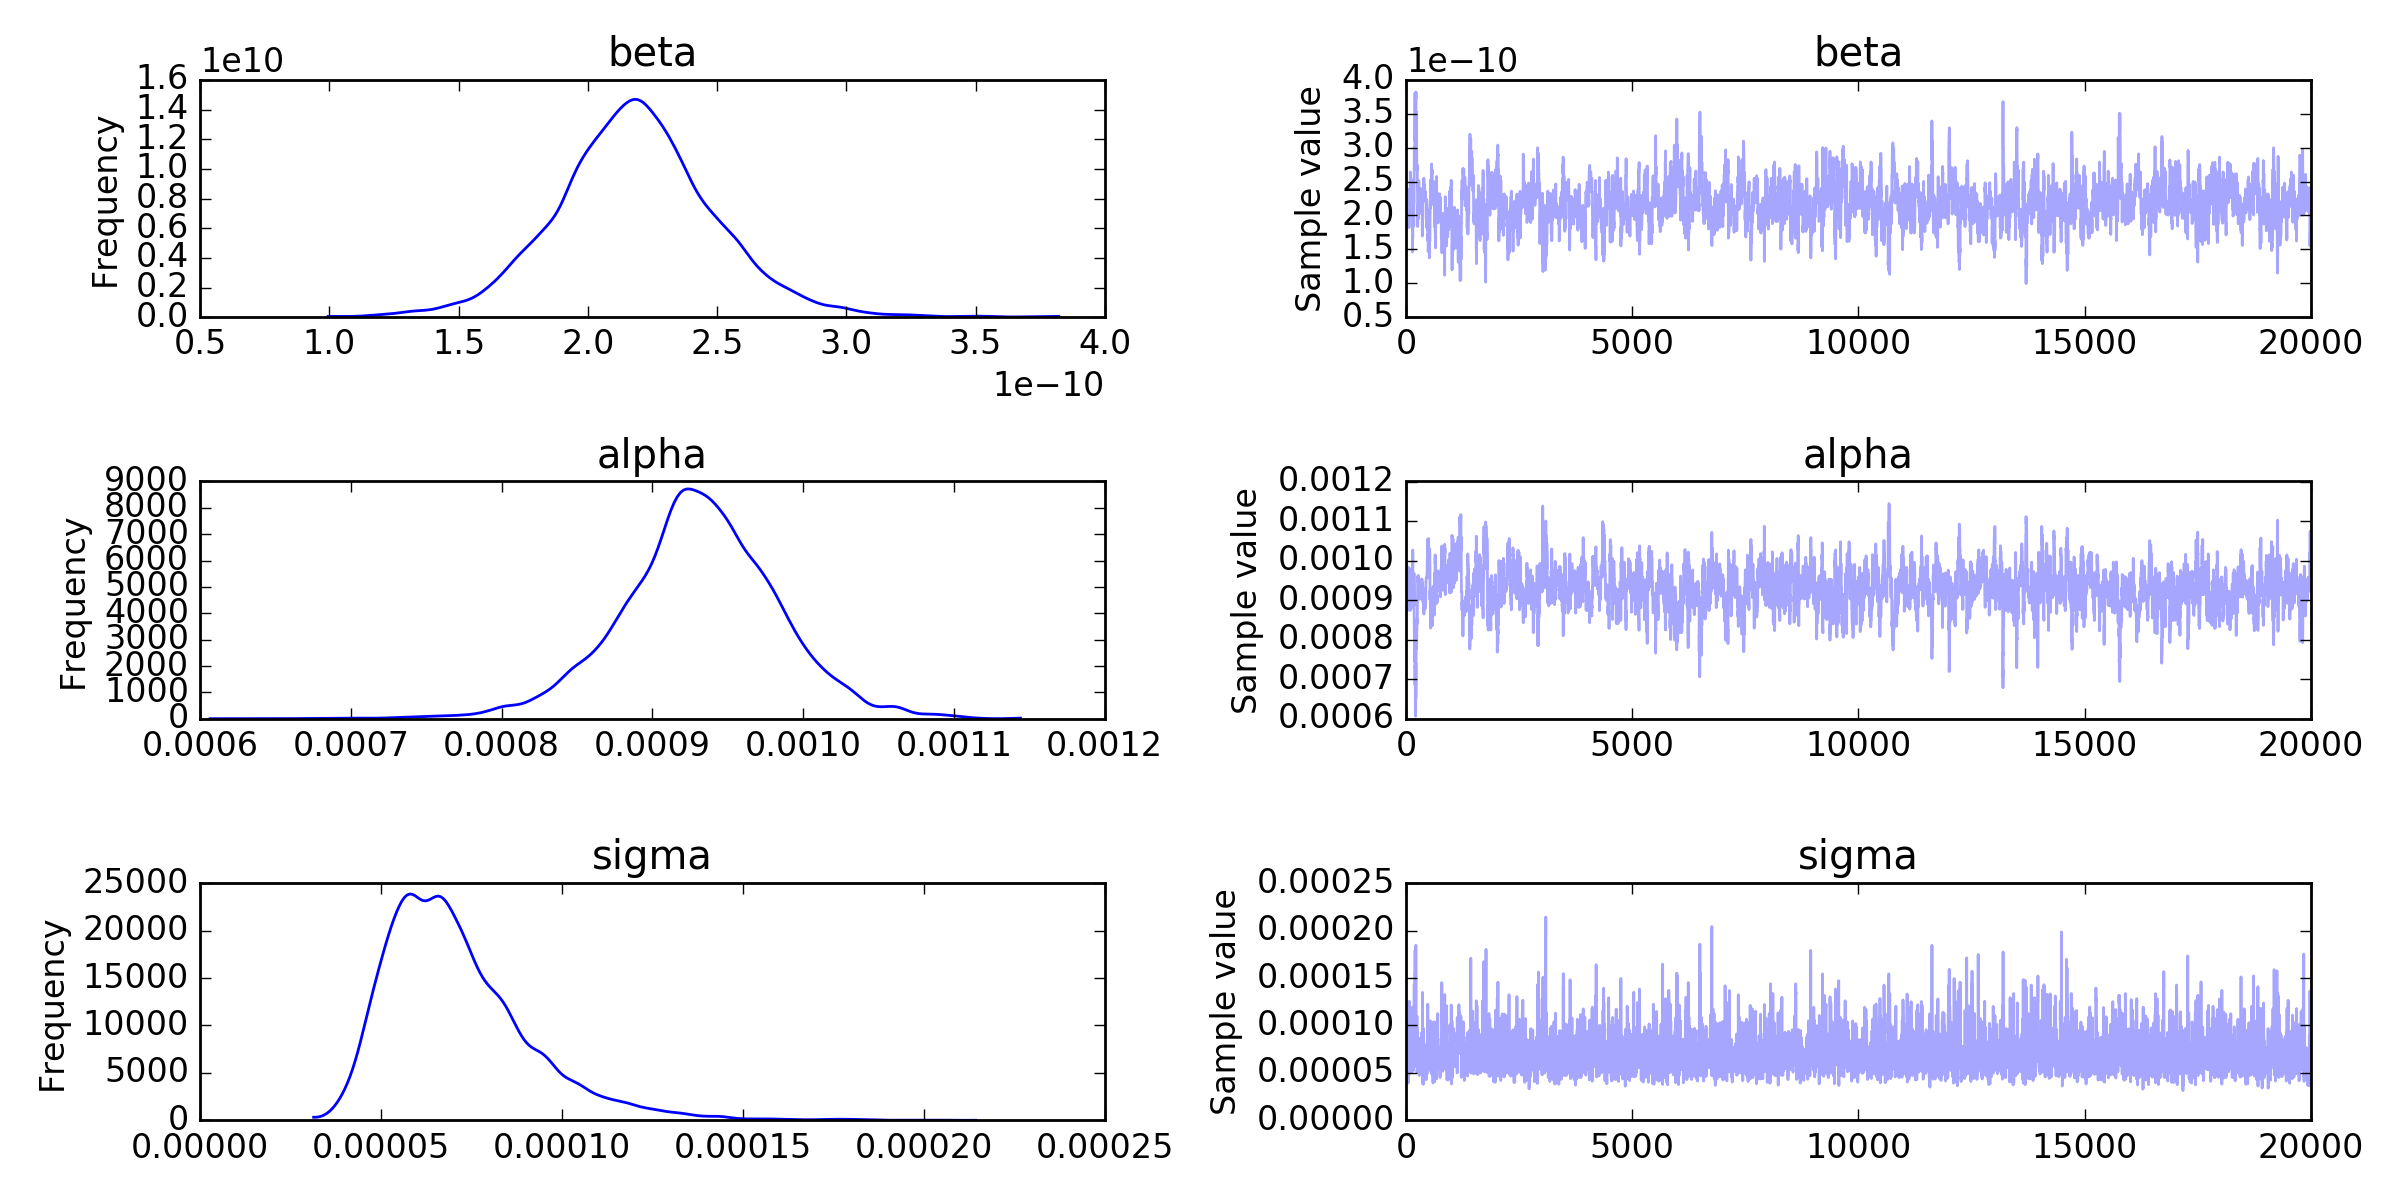 beta
1e10
1.6
1.4
1.2
1.0
0.8
0.6
0.4
0.2
0.0
Frequency
0.5 1.0 1.5 2.0 2.5 3.0 3.5 4.0
1e−10
beta
1e−10
4.0
3.5
3.0
2.5
2.0
1.5
1.0
0.5
Sample value
0 5000 10000 15000 20000
alpha
9000
8000
7000
6000
5000
4000
3000
2000
1000
0
Frequency
0.0006 0.0007 0.0008 0.0009 0.0010 0.0011 0.0012
alpha
0.0012
0.0011
0.0010
0.0009
0.0008
0.0007
0.0006
Sample value
0 5000 10000 15000 20000
sigma
25000
20000
15000
10000
5000
0
Frequency
0.00000 0.00005 0.00010 0.00015 0.00020 0.00025
sigma
0.00025
0.00020
0.00015
0.00010
0.00005
0.00000
Sample value
0 5000 10000 15000 20000